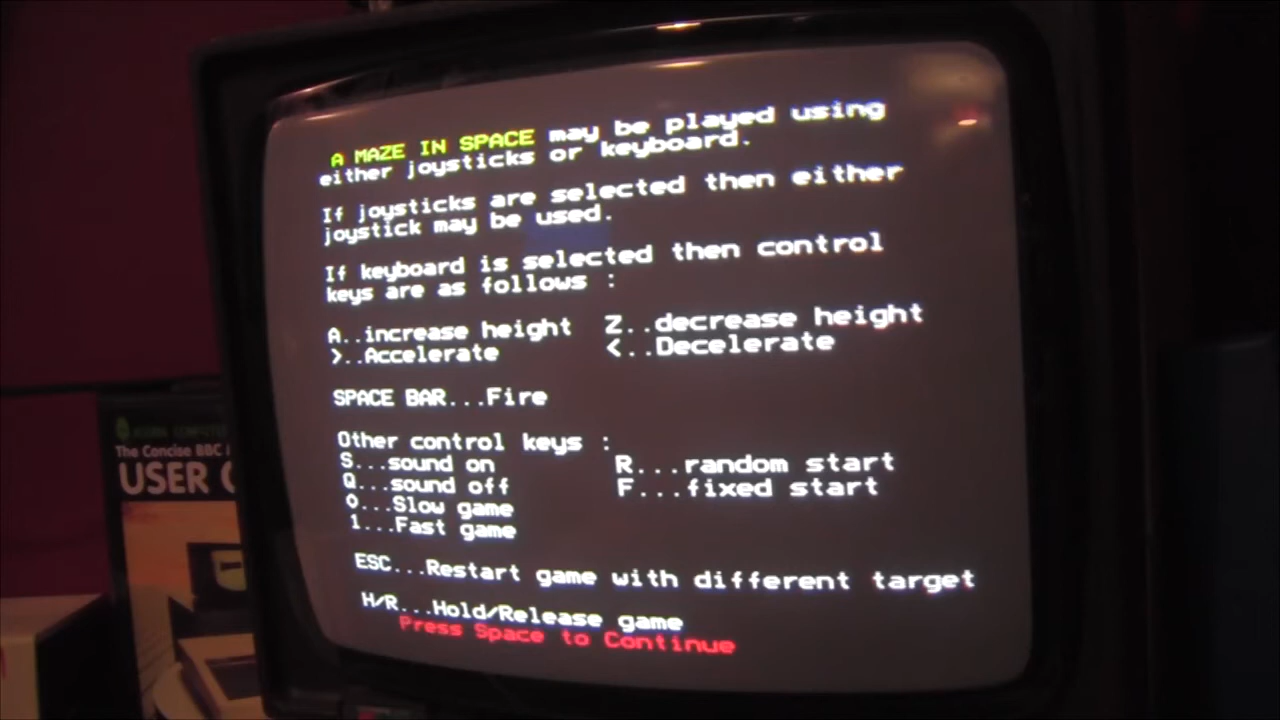 A MAZE IN SPACE may be played using
either joysticks or keyboard.
If joysticks are selected then either
joystick may be used.
If keyboard is selected then control
keys are as follows :
A..increase height Z..decrease height
>..Accelerate <..Decelerate
SPACE BAR...Fire
Other control keys :
S...sound on R...random start
Q...sound off F...fixed start
0...Slow game
1...Fast game
ESC...Restart game with different target
H/R...Hold/Release game
Press Space to Continue
The Concise BBC
USER